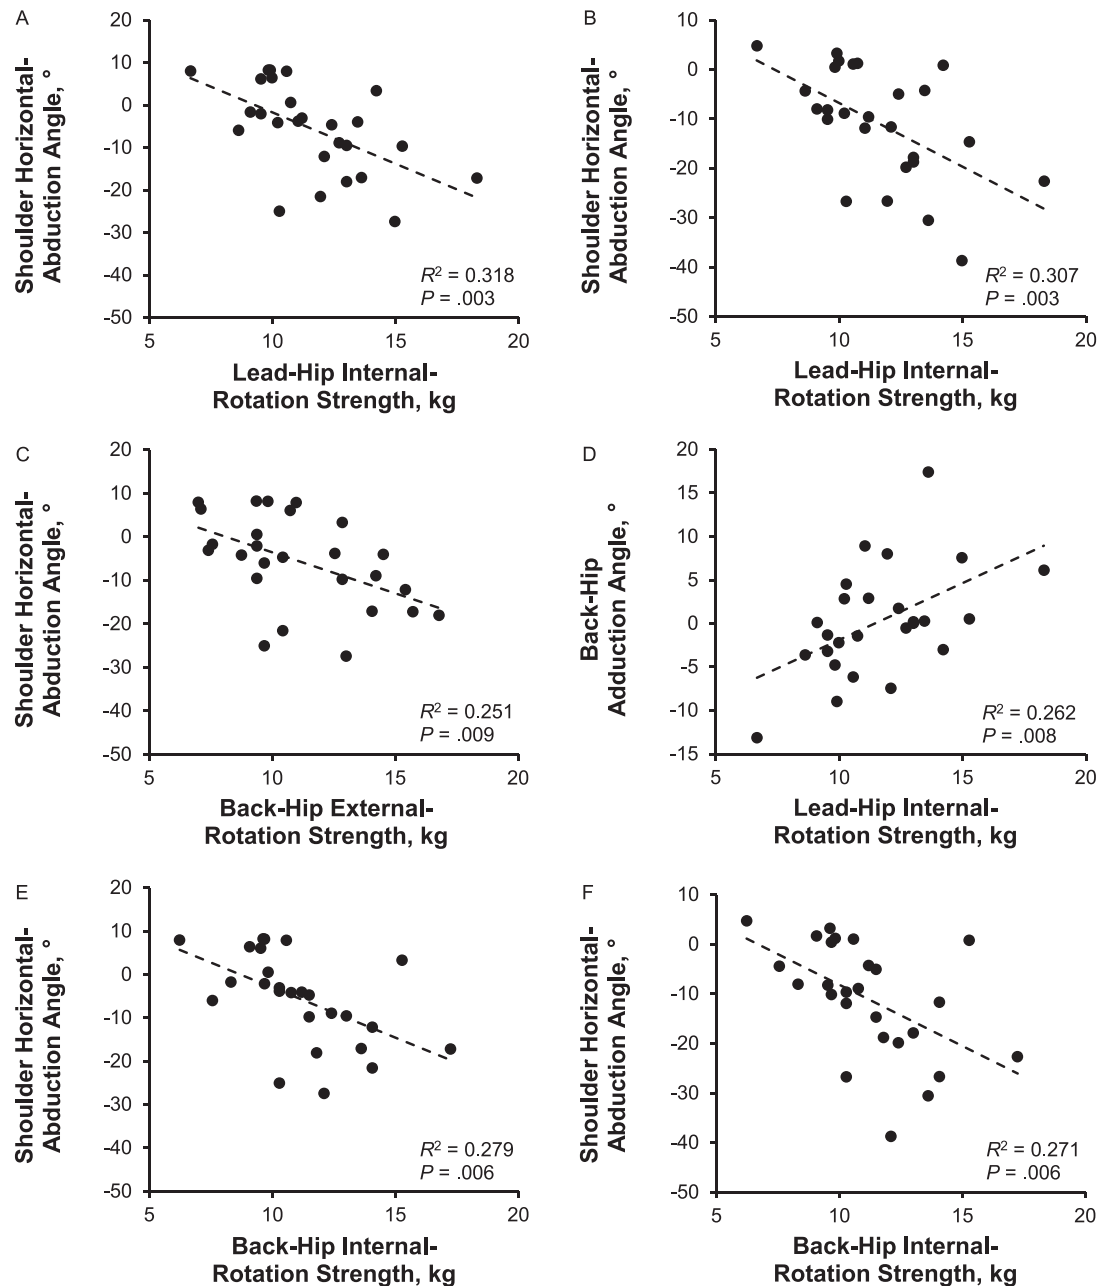 A
20
10
0
-10
-20
-30
-40
-50
5
10
15
20
Shoulder Horizontal-
Abduction Angle, °
R² = 0.318
P = .003
Lead-Hip Internal-
Rotation Strength, kg
B
10
0
-10
-20
-30
-40
-50
5
10
15
20
Shoulder Horizontal-
Abduction Angle, °
R² = 0.307
P = .003
Lead-Hip Internal-
Rotation Strength, kg
C
20
10
0
-10
-20
-30
-40
-50
5
10
15
20
Shoulder Horizontal-
Abduction Angle, °
R² = 0.251
P = .009
Back-Hip External-
Rotation Strength, kg
D
20
15
10
5
0
-5
-10
-15
5
10
15
20
Back-Hip
Adduction Angle, °
R² = 0.262
P = .008
Lead-Hip Internal-
Rotation Strength, kg
E
20
10
0
-10
-20
-30
-40
-50
5
10
15
20
Shoulder Horizontal-
Abduction Angle, °
R² = 0.279
P = .006
Back-Hip Internal-
Rotation Strength, kg
F
10
0
-10
-20
-30
-40
-50
5
10
15
20
Shoulder Horizontal-
Abduction Angle, °
R² = 0.271
P = .006
Back-Hip Internal-
Rotation Strength, kg